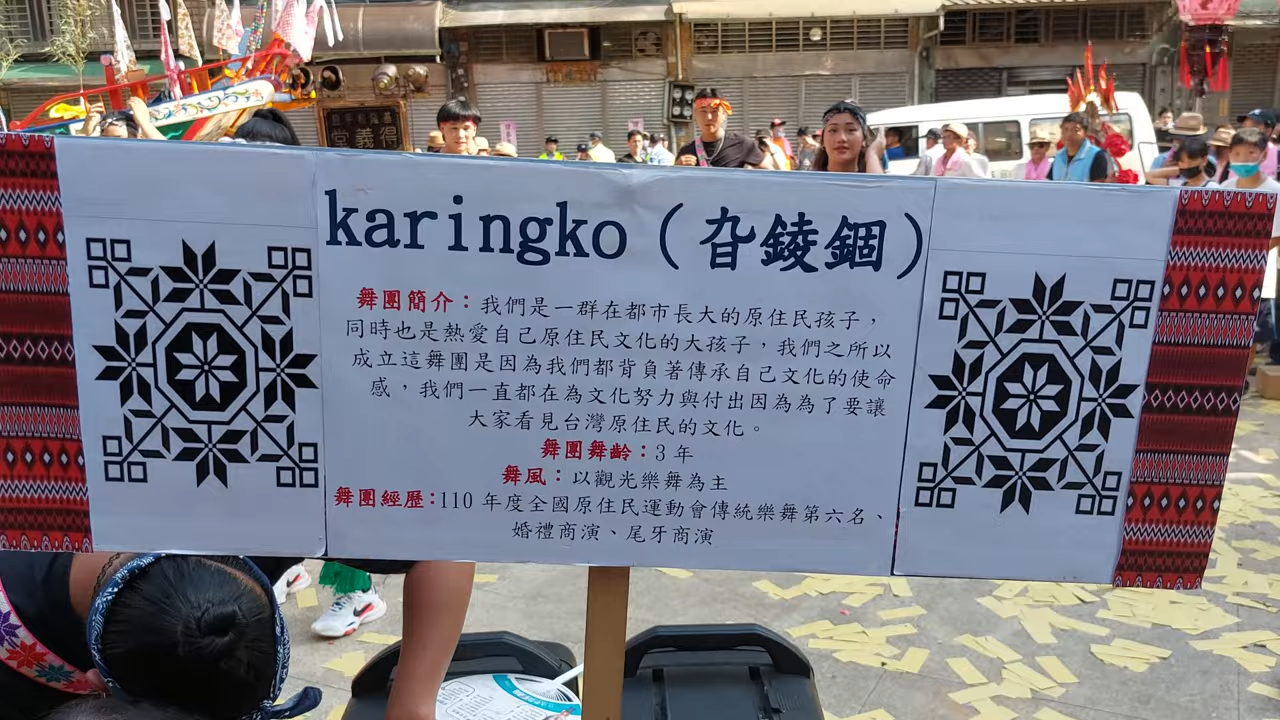 得義堂
karingko（旮錂錮）
舞團簡介：我們是一群在都市長大的原住民孩子，
同時也是熱愛自己原住民文化的大孩子，我們之所以
成立這舞團是因為我們都背負著傳承自己文化的使命
感，我們一直都在為文化努力與付出因為為了要讓
大家看見台灣原住民的文化。
舞團舞齡：3 年
舞風：以觀光樂舞為主
舞團經歷：110 年度全國原住民運動會傳統樂舞第六名、
婚禮商演、尾牙商演